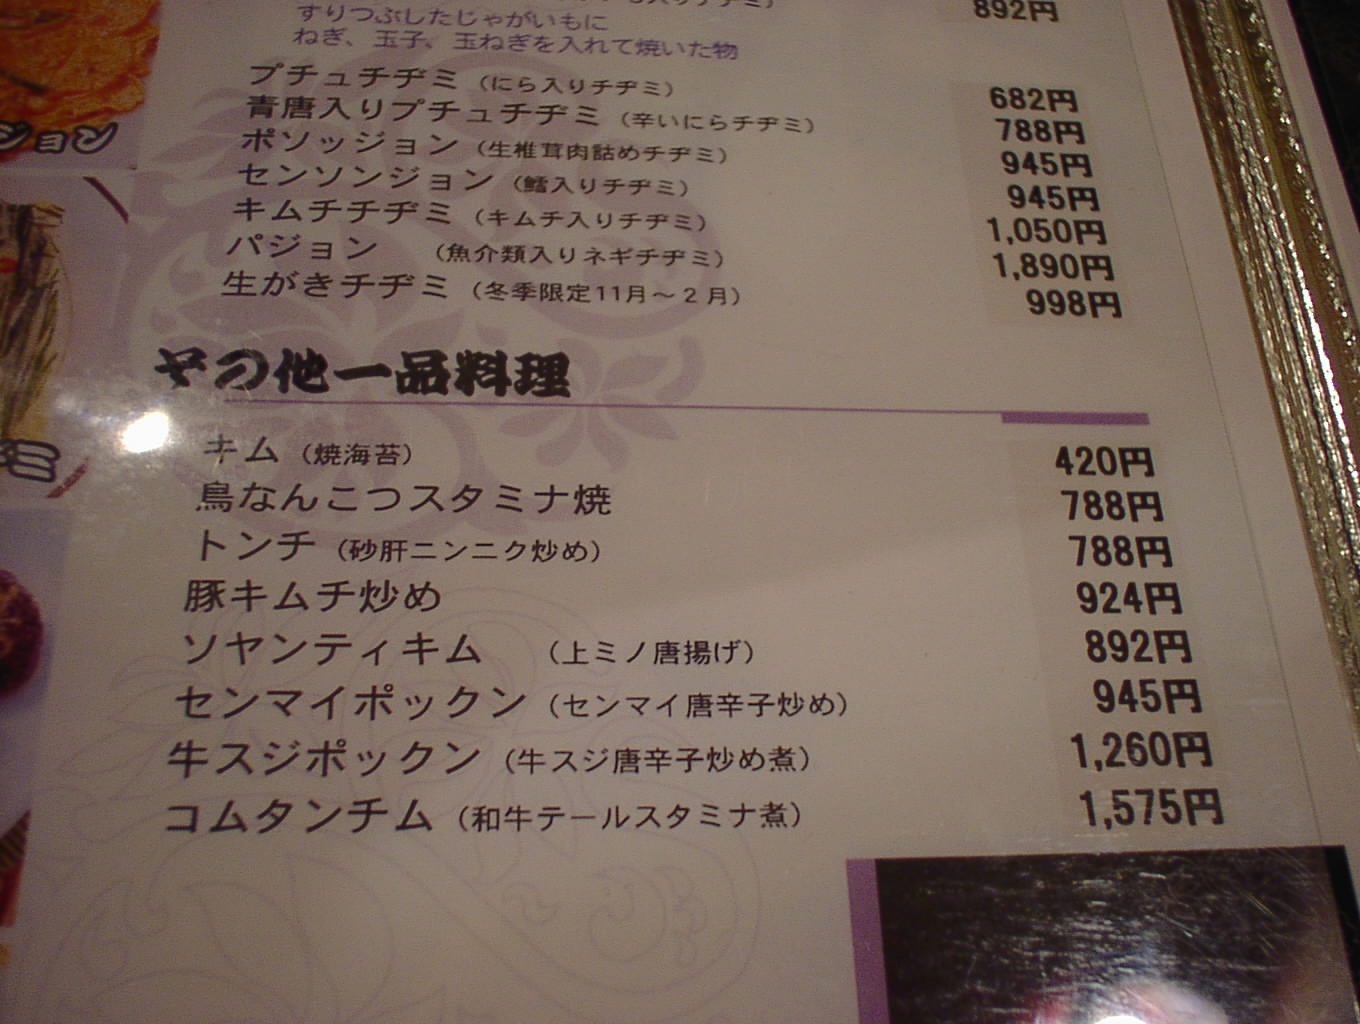 892円
すりつぶしたじゃがいもに
ねぎ、玉子、玉ねぎを入れて焼いた物
プチュチヂミ（にら入りチヂミ） 682円
青唐入りプチュチヂミ（辛いにらチヂミ） 788円
ポソッジョン（生椎茸肉詰めチヂミ） 945円
センソンジョン（鱈入りチヂミ） 945円
キムチチヂミ（キムチ入りチヂミ） 1,050円
パジョン（魚介類入りネギチヂミ） 1,890円
生がきチヂミ（冬季限定11月～２月） 998円
その他一品料理
キム（焼海苔） 420円
鳥なんこつスタミナ焼 788円
トンチ（砂肝ニンニク炒め） 788円
豚キムチ炒め 924円
ソヤンティキム（上ミノ唐揚げ） 892円
センマイポックン（センマイ唐辛子炒め） 945円
牛スジポックン（牛スジ唐辛子炒め煮） 1,260円
コムタンチム（和牛テールスタミナ煮） 1,575円
ション
ミ